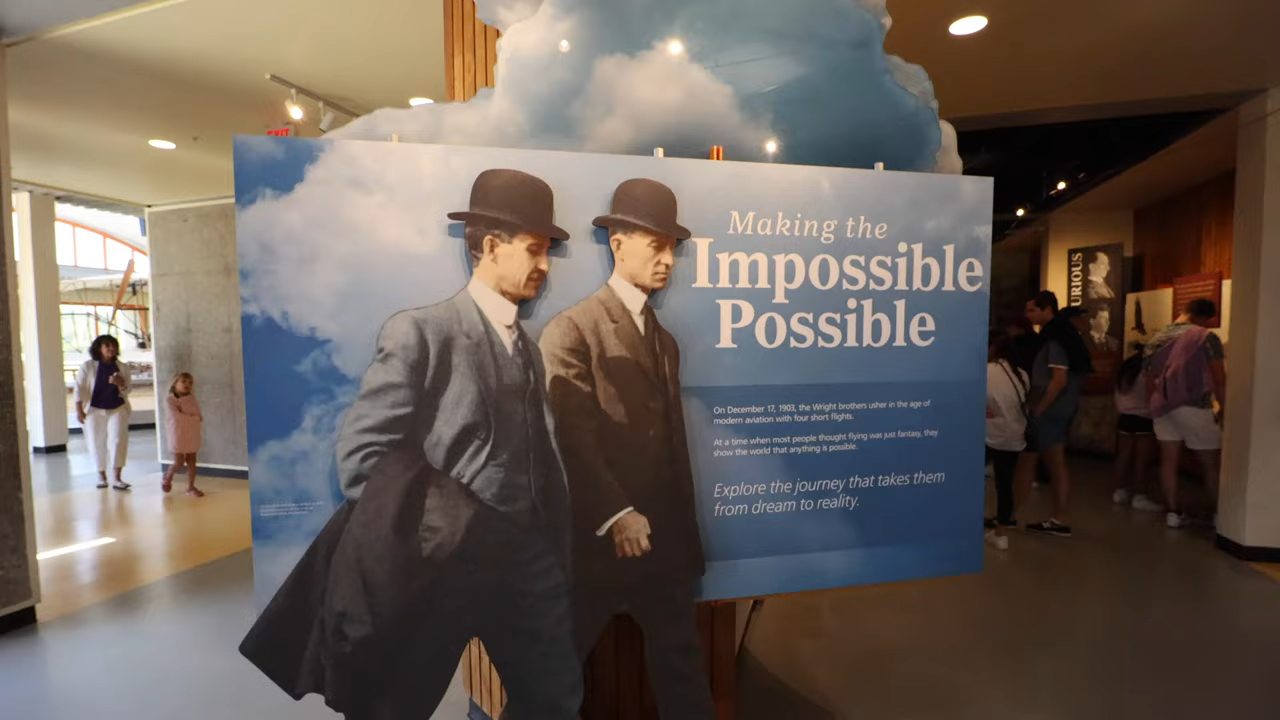 EXIT
Making the
Impossible
Possible
On December 17, 1903, the Wright brothers usher in the age of
modern aviation with four short flights.
At a time when most people thought flying was just fantasy, they
show the world that anything is possible.
Explore the journey that takes them
from dream to reality.
URIOUS